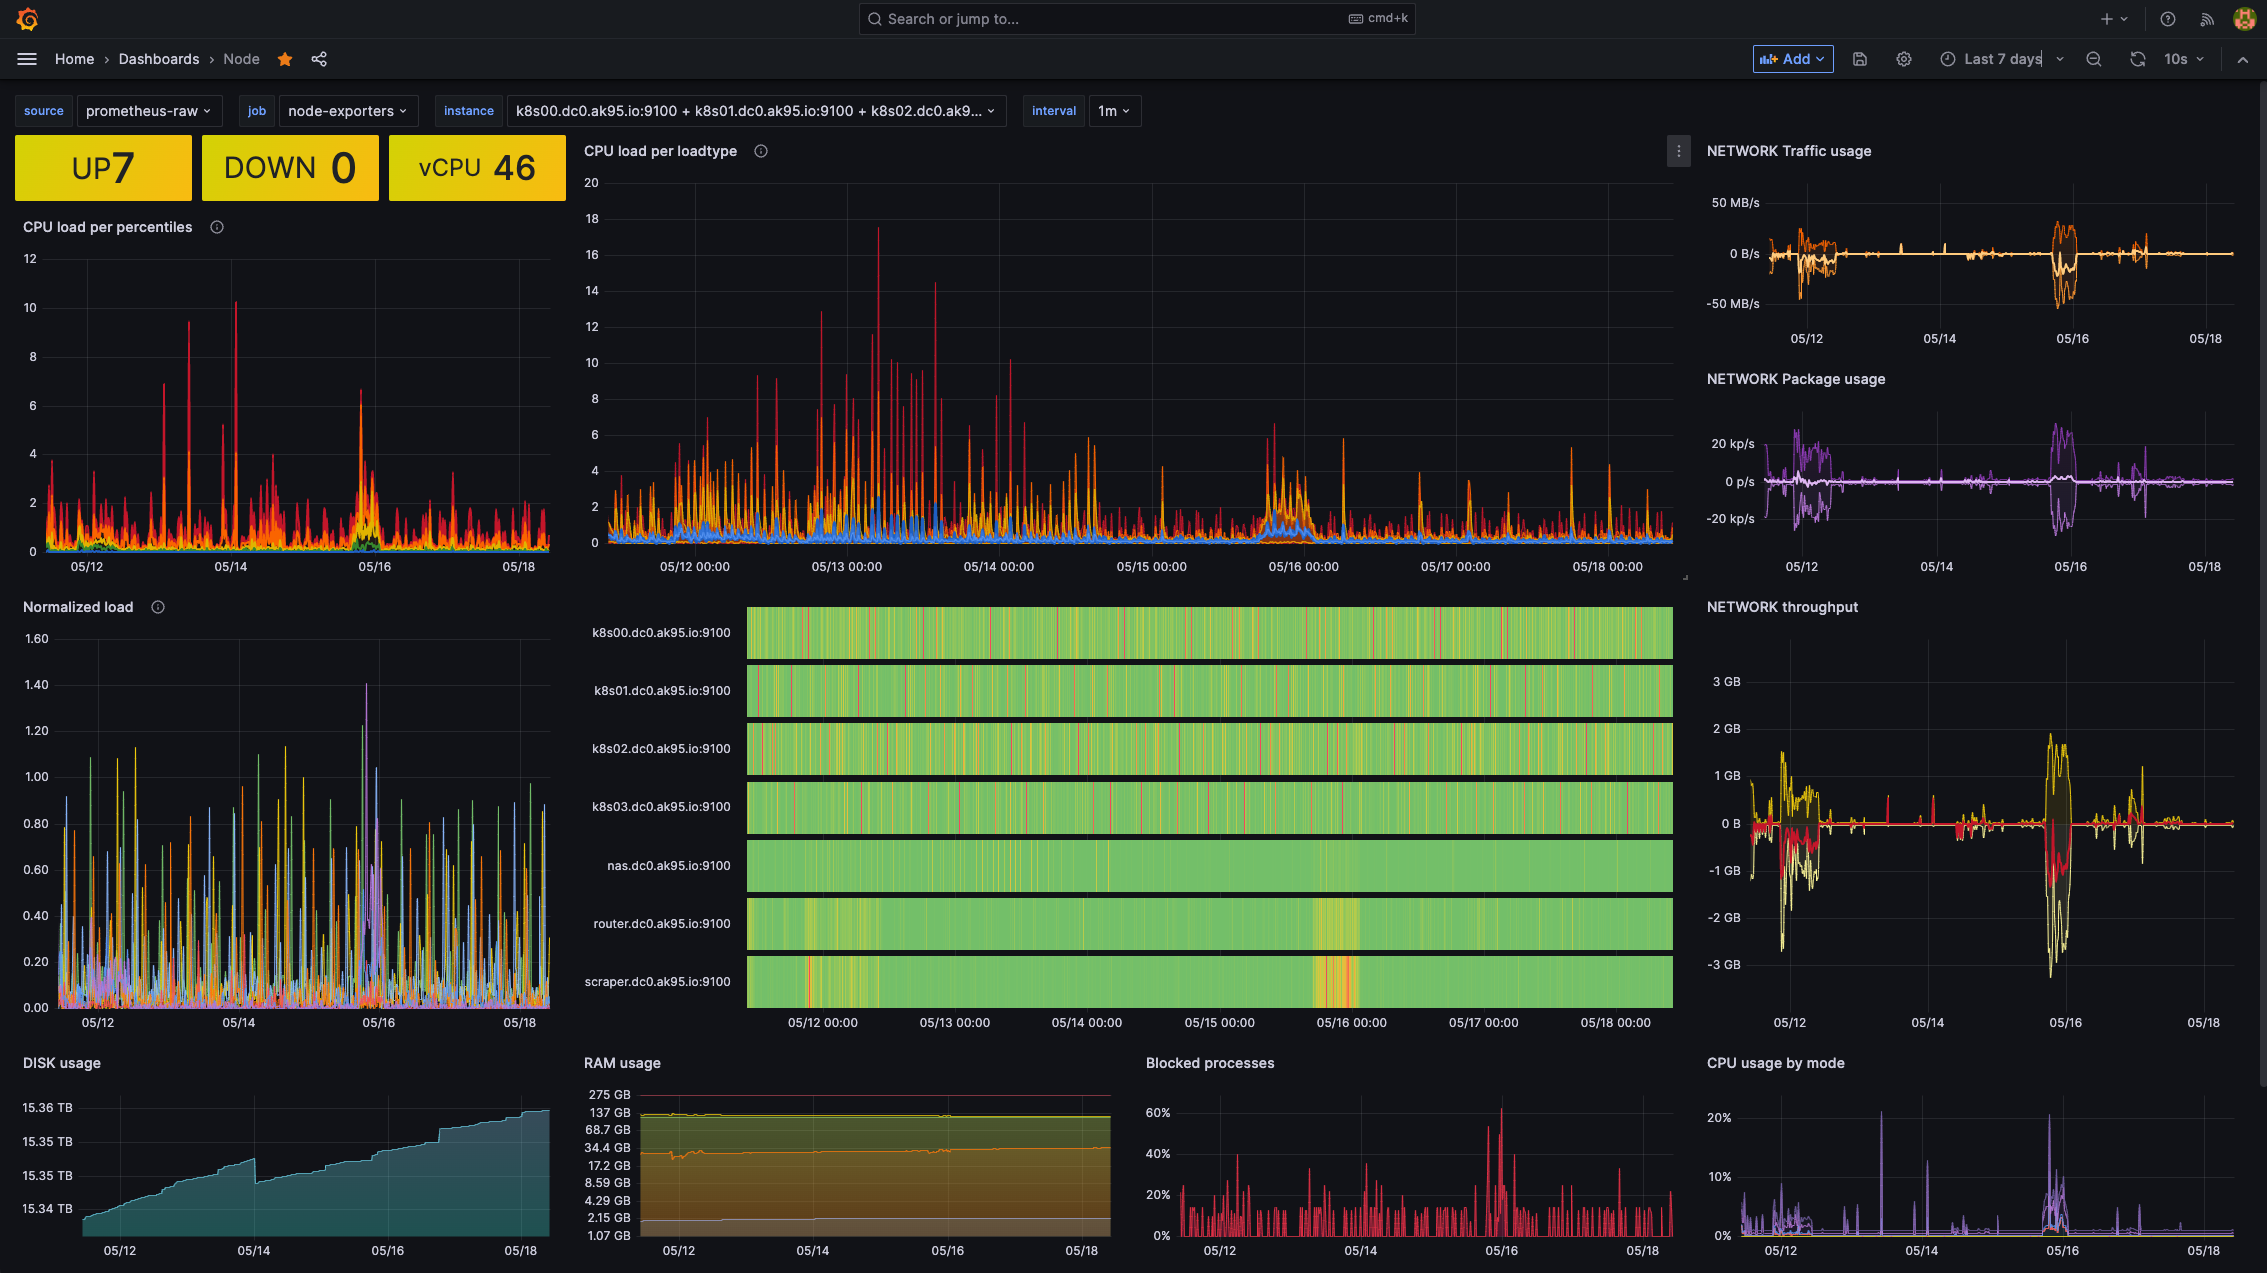 Search or jump to...
cmd+k
Home › Dashboards › Node
Add
Last 7 days
10s
source
prometheus-raw
job
node-exporters
instance
k8s00.dc0.ak95.io:9100 + k8s01.dc0.ak95.io:9100 + k8s02.dc0.ak9...
interval
1m
UP7
DOWN 0
vCPU 46
CPU load per percentiles
12
10
8
6
4
2
0
05/12
05/14
05/16
05/18
CPU load per loadtype
20
18
16
14
12
10
8
6
4
2
0
05/12 00:00
05/13 00:00
05/14 00:00
05/15 00:00
05/16 00:00
05/17 00:00
05/18 00:00
NETWORK Traffic usage
50 MB/s
0 B/s
-50 MB/s
05/12
05/14
05/16
05/18
NETWORK Package usage
20 kp/s
0 p/s
-20 kp/s
05/12
05/14
05/16
05/18
Normalized load
1.60
1.40
1.20
1.00
0.80
0.60
0.40
0.20
0.00
05/12
05/14
05/16
05/18
k8s00.dc0.ak95.io:9100
k8s01.dc0.ak95.io:9100
k8s02.dc0.ak95.io:9100
k8s03.dc0.ak95.io:9100
nas.dc0.ak95.io:9100
router.dc0.ak95.io:9100
scraper.dc0.ak95.io:9100
05/12 00:00
05/13 00:00
05/14 00:00
05/15 00:00
05/16 00:00
05/17 00:00
05/18 00:00
NETWORK throughput
3 GB
2 GB
1 GB
0 B
-1 GB
-2 GB
-3 GB
05/12
05/14
05/16
05/18
DISK usage
15.36 TB
15.35 TB
15.35 TB
15.34 TB
05/12
05/14
05/16
05/18
RAM usage
275 GB
137 GB
68.7 GB
34.4 GB
17.2 GB
8.59 GB
4.29 GB
2.15 GB
1.07 GB
05/12
05/14
05/16
05/18
Blocked processes
60%
40%
20%
0%
05/12
05/14
05/16
05/18
CPU usage by mode
20%
10%
0%
05/12
05/14
05/16
05/18